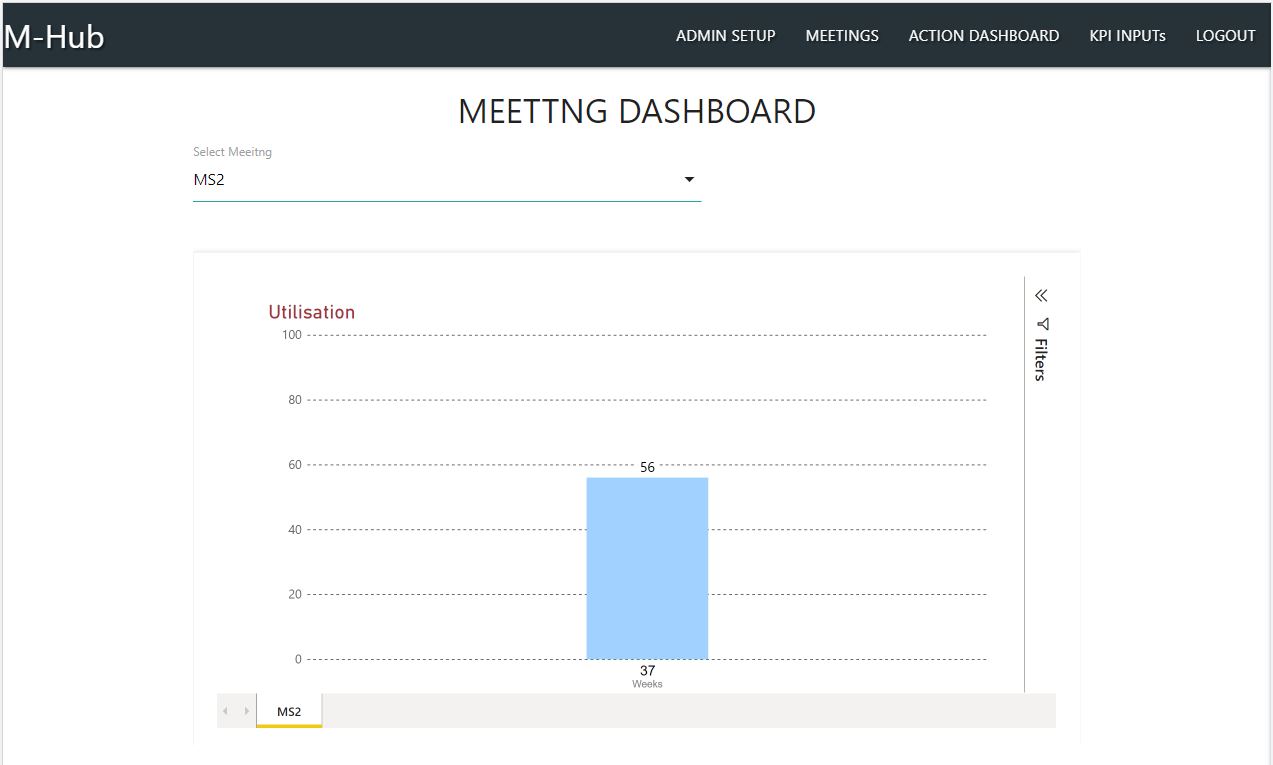 M-Hub ADMIN SETUP MEETINGS ACTION DASHBOARD KPI INPUTs LOGOUT
MEETTNG DASHBOARD
Select Meeitng
MS2
Utilisation
100
80
60
56
40
20
0
37
Weeks
Filters
MS2